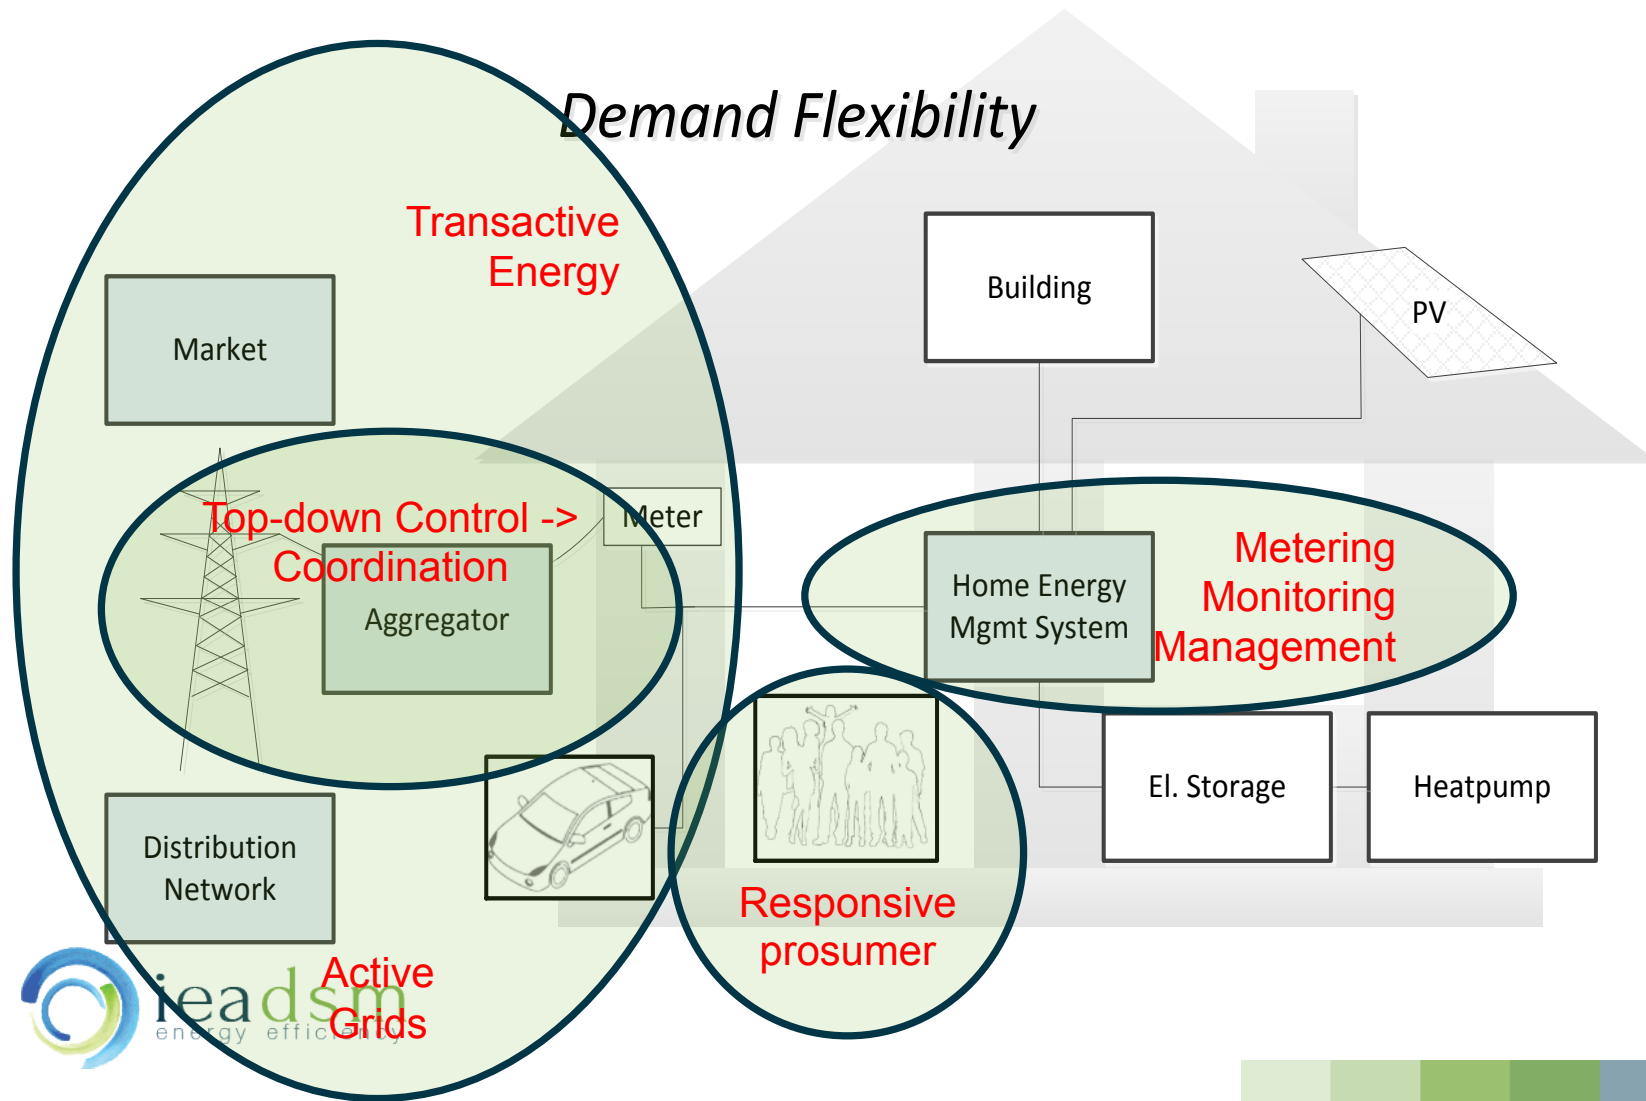 Demand Flexibility
Transactive
Energy
Market
Building
PV
Top-down Control ->
Coordination
Aggregator
Meter
Home Energy
Mgmt System
Metering
Monitoring
Management
El. Storage
Heatpump
Distribution
Network
Responsive
prosumer
Active
Grids
ieadsm
energy efficiency